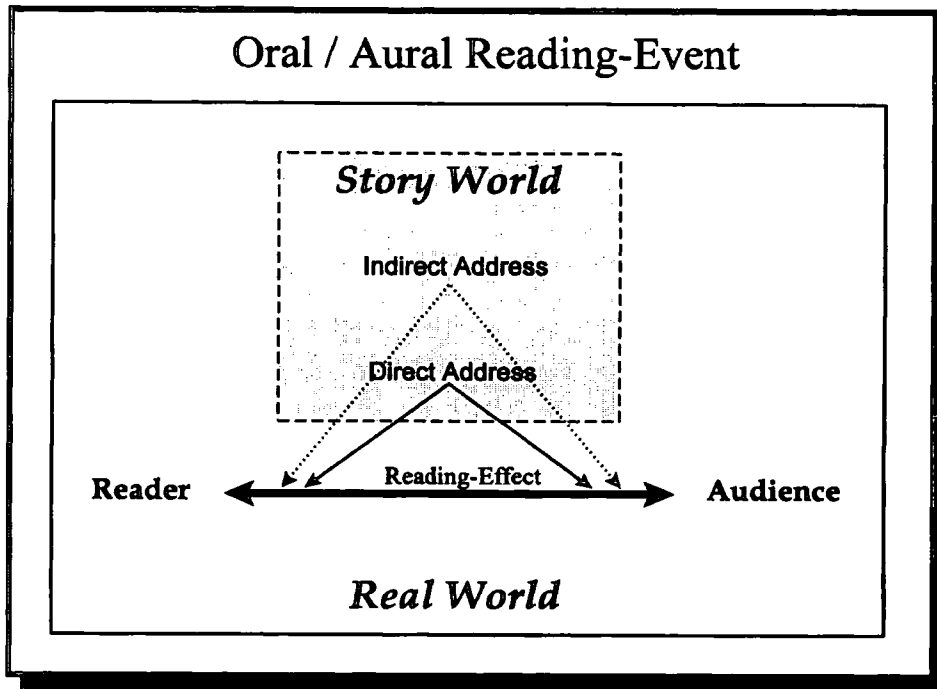 Oral / Aural Reading-Event
Story World
Indirect Address
Direct Address
Reading-Effect
Reader
Audience
Real World